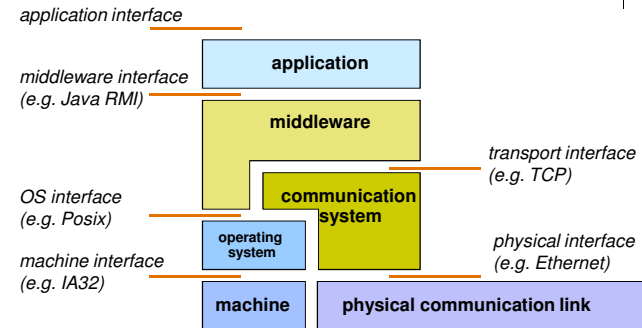 application interface
application
middleware interface
(e.g. Java RMI)
middleware
transport interface
(e.g. TCP)
OS interface
(e.g. Posix)
communication
system
operating
system
physical interface
(e.g. Ethernet)
machine interface
(e.g. IA32)
machine
physical communication link